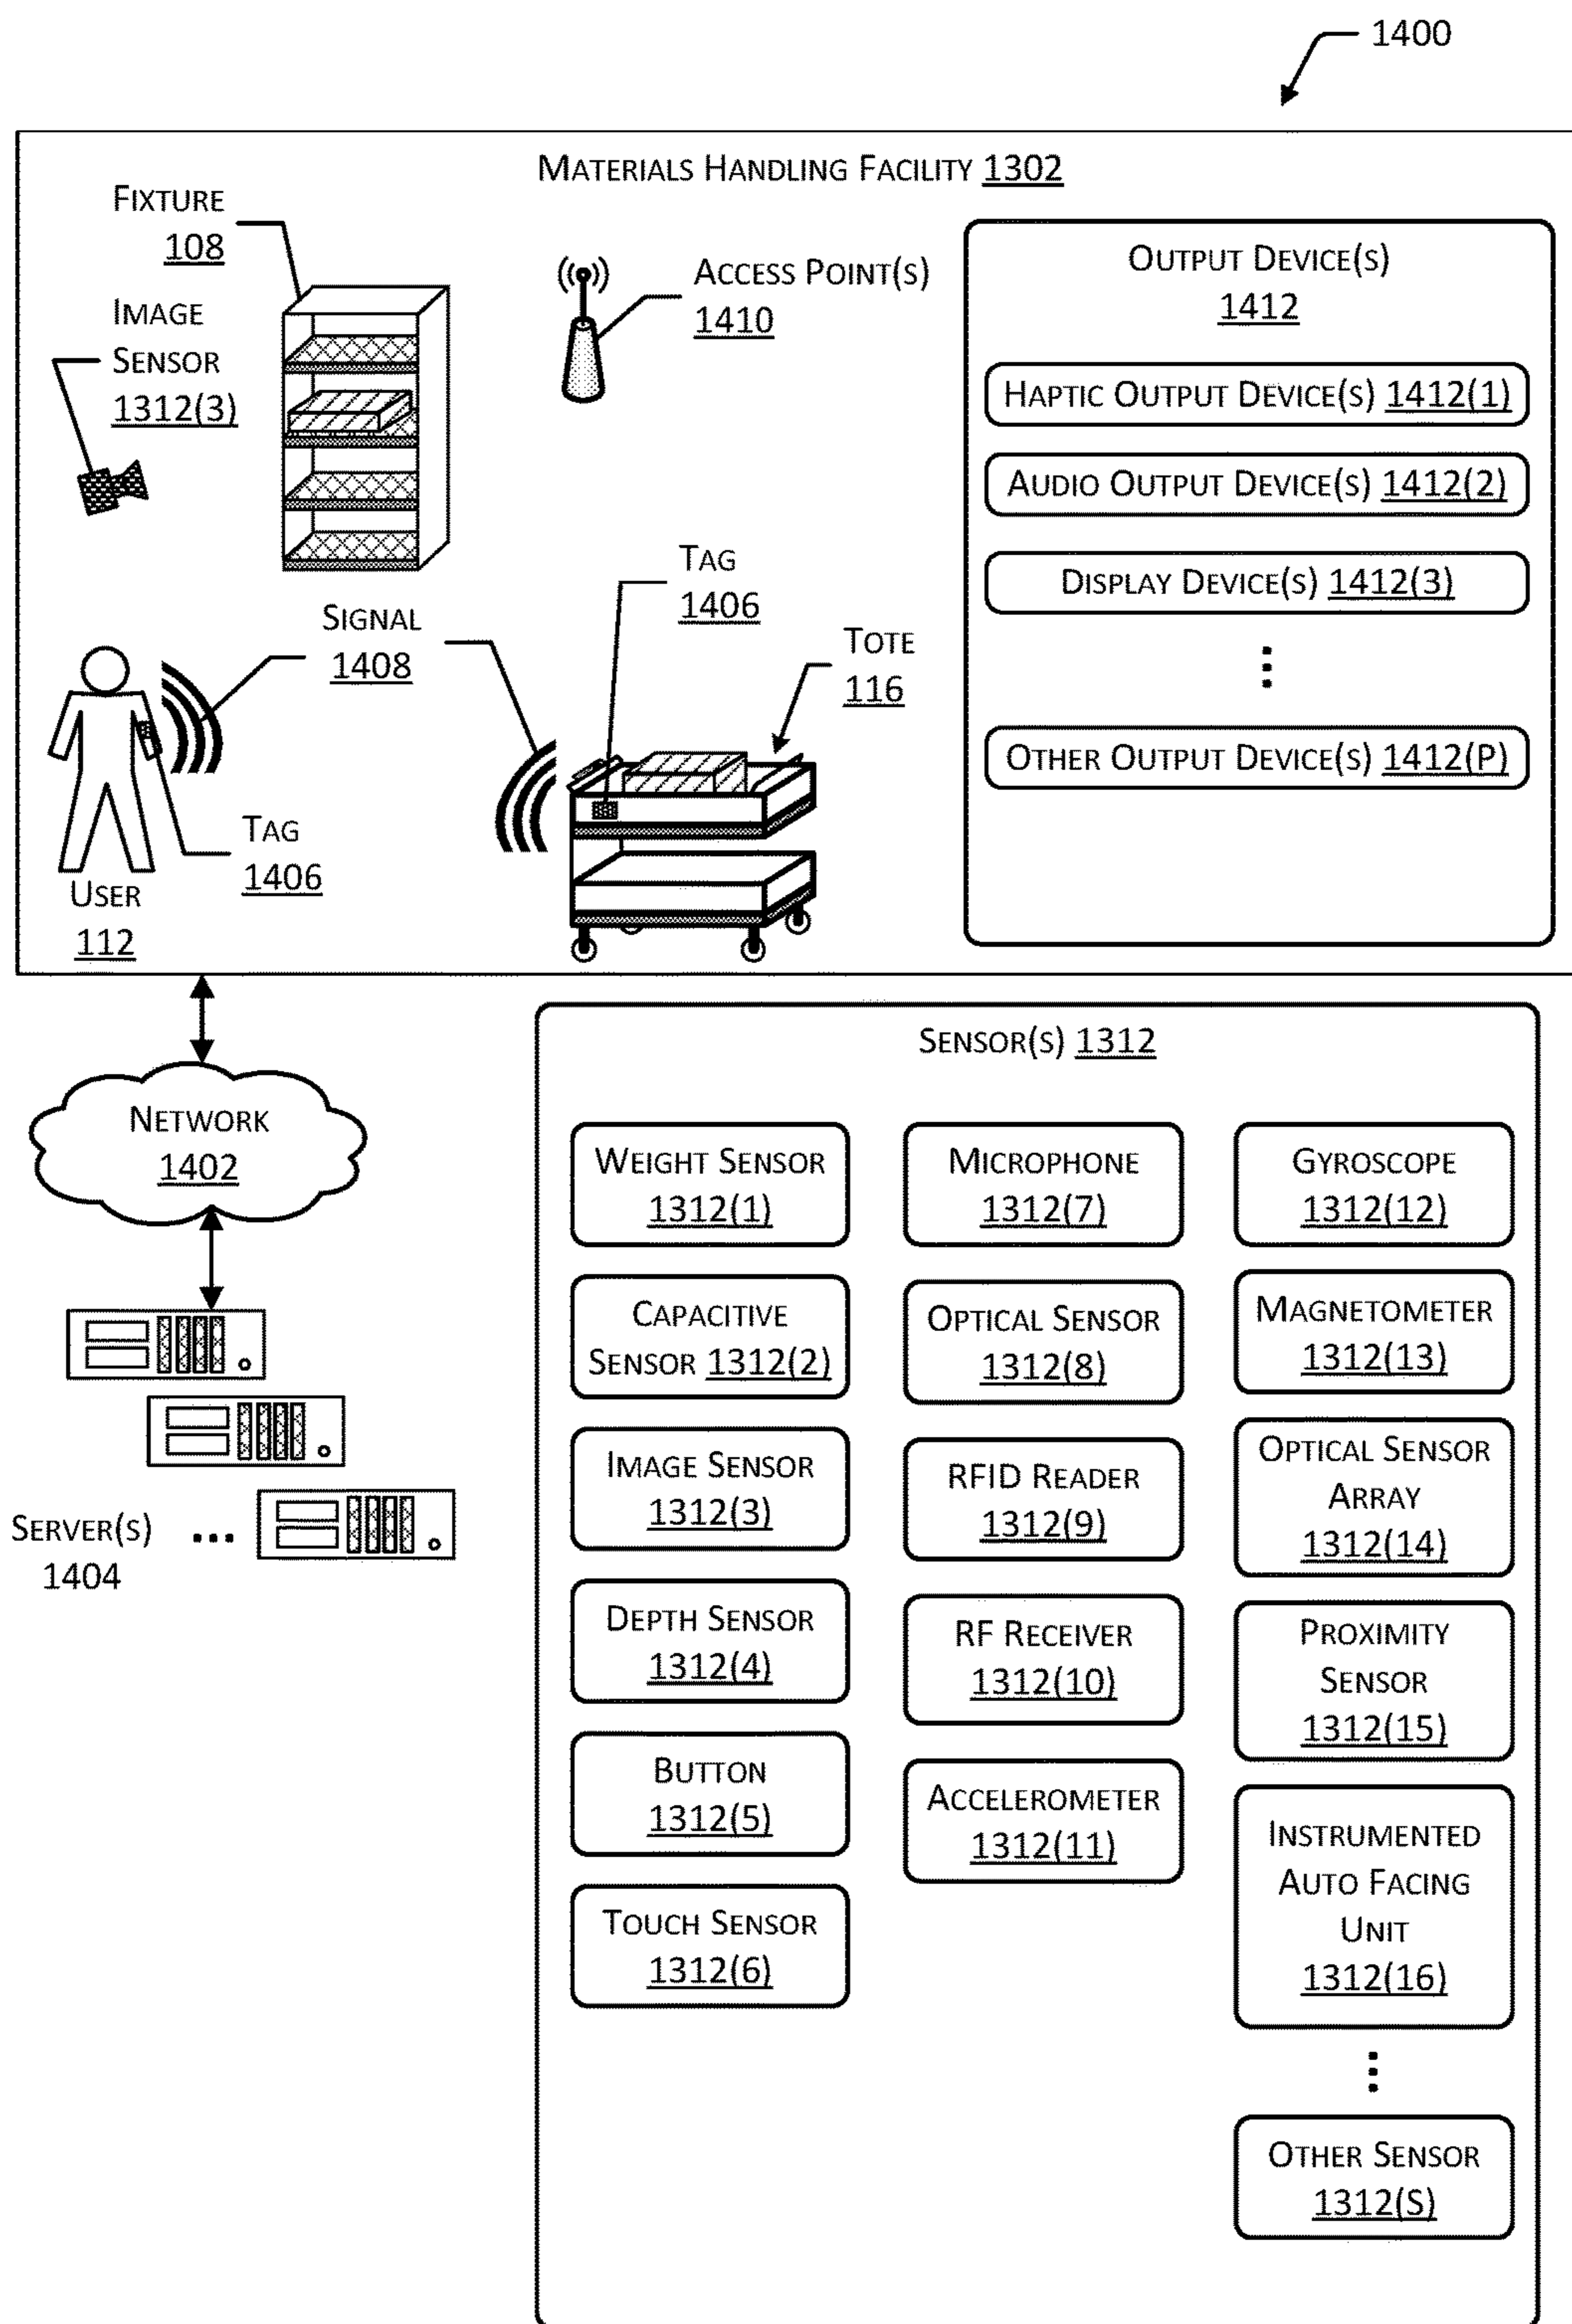 1400
MATERIALS HANDLING FACILITY 1302
FIXTURE
108
IMAGE
SENSOR
1312(3)
ACCESS POINT(S)
1410
OUTPUT DEVICE(S)
1412
HAPTIC OUTPUT DEVICE(S) 1412(1)
AUDIO OUTPUT DEVICE(S) 1412(2)
DISPLAY DEVICE(S) 1412(3)
OTHER OUTPUT DEVICE(S) 1412(P)
TAG
1406
SIGNAL
1408
TOTE
116
TAG
1406
USER
112
NETWORK
1402
SERVER(S)
1404
...
SENSOR(S) 1312
WEIGHT SENSOR
1312(1)
CAPACITIVE
SENSOR 1312(2)
IMAGE SENSOR
1312(3)
DEPTH SENSOR
1312(4)
BUTTON
1312(5)
TOUCH SENSOR
1312(6)
MICROPHONE
1312(7)
OPTICAL SENSOR
1312(8)
RFID READER
1312(9)
RF RECEIVER
1312(10)
ACCELEROMETER
1312(11)
GYROSCOPE
1312(12)
MAGNETOMETER
1312(13)
OPTICAL SENSOR
ARRAY
1312(14)
PROXIMITY
SENSOR
1312(15)
INSTRUMENTED
AUTO FACING
UNIT
1312(16)
OTHER SENSOR
1312(S)